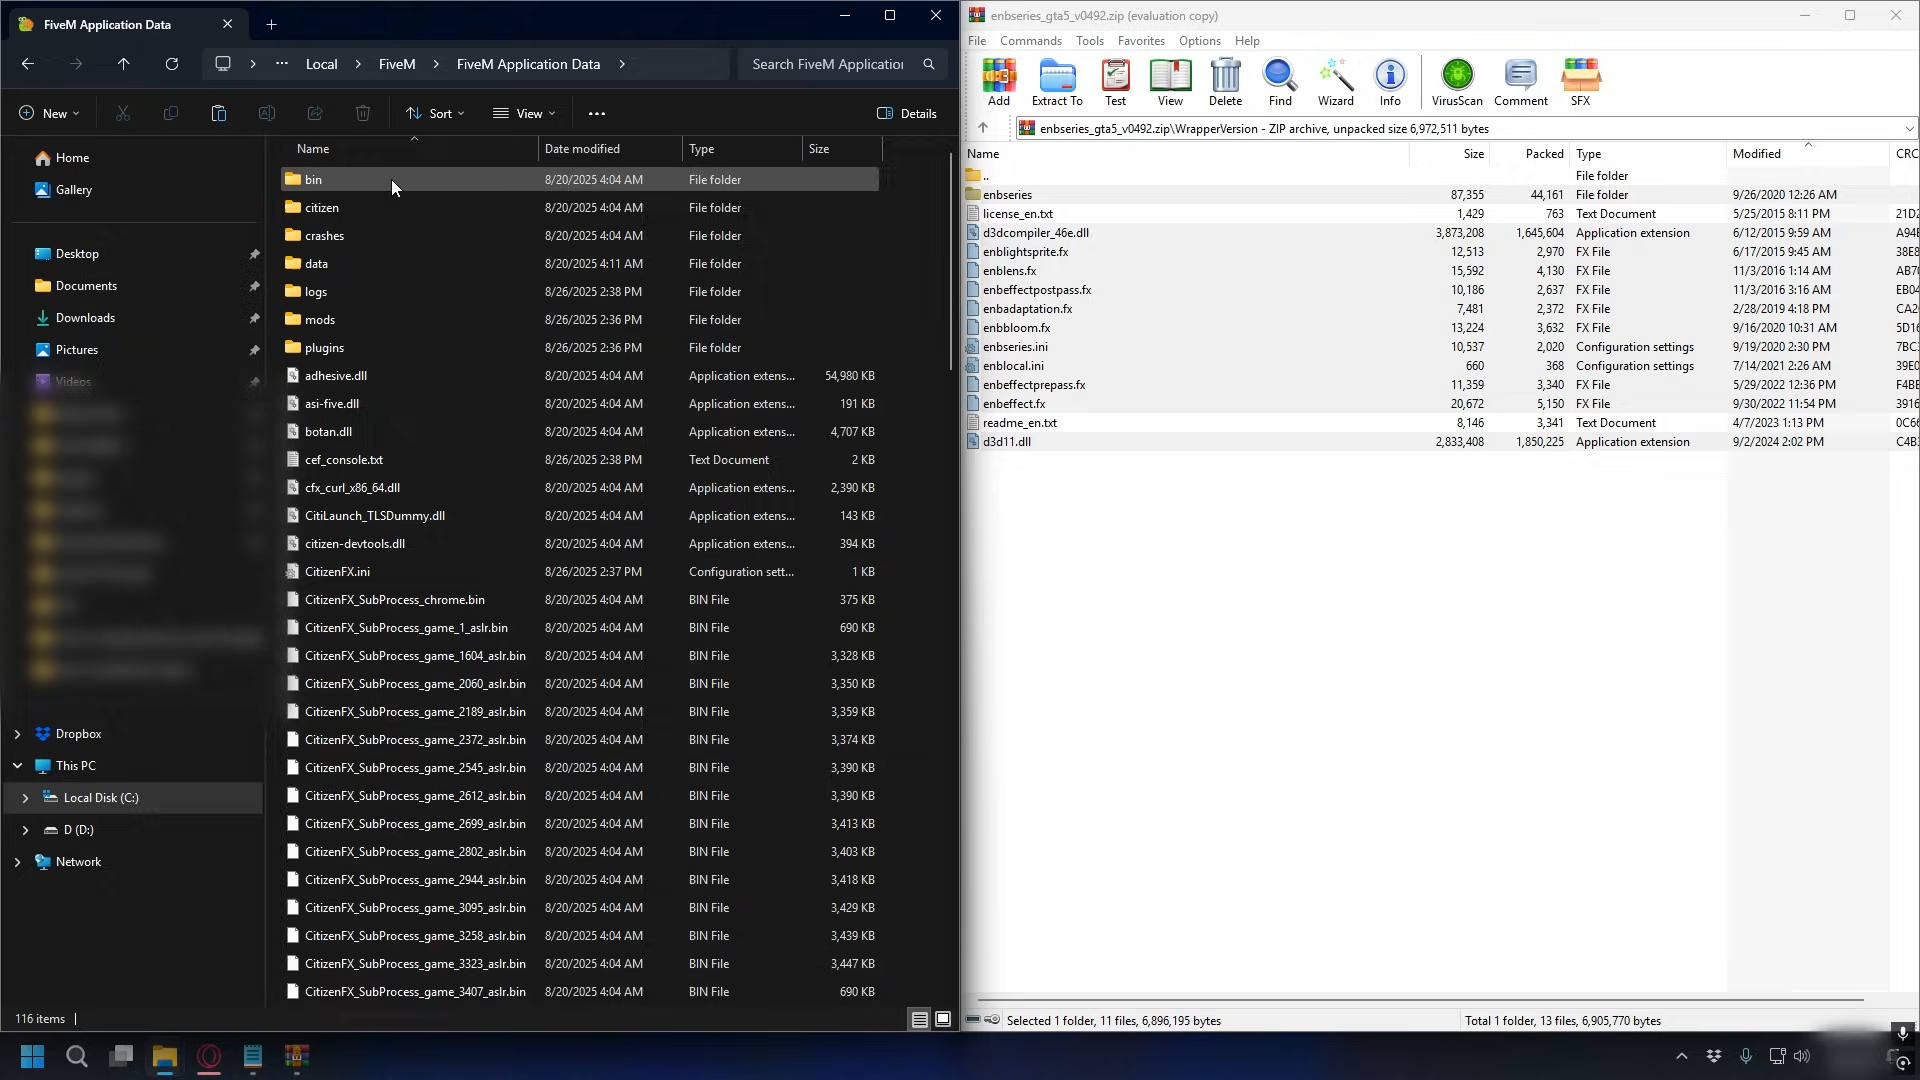 FiveM Application Data
Local
FiveM
FiveM Application Data
Search FiveM Application
New
Sort
View
Details
Name
Date modified
Type
Size
Home
Gallery
Desktop
Documents
Downloads
Pictures
Videos
Dropbox
This PC
Local Disk (C:)
D (D:)
Network
bin 8/20/2025 4:04 AM File folder
citizen 8/20/2025 4:04 AM File folder
crashes 8/20/2025 4:04 AM File folder
data 8/20/2025 4:11 AM File folder
logs 8/26/2025 2:38 PM File folder
mods 8/26/2025 2:36 PM File folder
plugins 8/26/2025 2:36 PM File folder
adhesive.dll 8/20/2025 4:04 AM Application extens... 54,980 KB
asi-five.dll 8/20/2025 4:04 AM Application extens... 191 KB
botan.dll 8/20/2025 4:04 AM Application extens... 4,707 KB
cef_console.txt 8/26/2025 2:38 PM Text Document 2 KB
cfx_curl_x86_64.dll 8/20/2025 4:04 AM Application extens... 2,390 KB
CitiLaunch_TLSDummy.dll 8/20/2025 4:04 AM Application extens... 143 KB
citizen-devtools.dll 8/20/2025 4:04 AM Application extens... 394 KB
CitizenFX.ini 8/26/2025 2:37 PM Configuration sett... 1 KB
CitizenFX_SubProcess_chrome.bin 8/20/2025 4:04 AM BIN File 375 KB
CitizenFX_SubProcess_game_1_aslr.bin 8/20/2025 4:04 AM BIN File 690 KB
CitizenFX_SubProcess_game_1604_aslr.bin 8/20/2025 4:04 AM BIN File 3,328 KB
CitizenFX_SubProcess_game_2060_aslr.bin 8/20/2025 4:04 AM BIN File 3,350 KB
CitizenFX_SubProcess_game_2189_aslr.bin 8/20/2025 4:04 AM BIN File 3,359 KB
CitizenFX_SubProcess_game_2372_aslr.bin 8/20/2025 4:04 AM BIN File 3,374 KB
CitizenFX_SubProcess_game_2545_aslr.bin 8/20/2025 4:04 AM BIN File 3,390 KB
CitizenFX_SubProcess_game_2612_aslr.bin 8/20/2025 4:04 AM BIN File 3,390 KB
CitizenFX_SubProcess_game_2699_aslr.bin 8/20/2025 4:04 AM BIN File 3,413 KB
CitizenFX_SubProcess_game_2802_aslr.bin 8/20/2025 4:04 AM BIN File 3,403 KB
CitizenFX_SubProcess_game_2944_aslr.bin 8/20/2025 4:04 AM BIN File 3,418 KB
CitizenFX_SubProcess_game_3095_aslr.bin 8/20/2025 4:04 AM BIN File 3,429 KB
CitizenFX_SubProcess_game_3258_aslr.bin 8/20/2025 4:04 AM BIN File 3,439 KB
CitizenFX_SubProcess_game_3323_aslr.bin 8/20/2025 4:04 AM BIN File 3,447 KB
CitizenFX_SubProcess_game_3407_aslr.bin 8/20/2025 4:04 AM BIN File 690 KB
116 items
enbseries_gta5_v0492.zip (evaluation copy)
File Commands Tools Favorites Options Help
Add Extract To Test View Delete Find Wizard Info VirusScan Comment SFX
enbseries_gta5_v0492.zip\WrapperVersion - ZIP archive, unpacked size 6,972,511 bytes
Name Size Packed Type Modified CRC
.. File folder
enbseries 87,355 44,161 File folder 9/26/2020 12:26 AM
license_en.txt 1,429 763 Text Document 5/25/2015 8:11 PM 21D2
d3dcompiler_46e.dll 3,873,208 1,645,604 Application extension 6/12/2015 9:59 AM A94E
enblightsprite.fx 12,513 2,970 FX File 6/17/2015 9:45 AM 38E8
enblens.fx 15,592 4,130 FX File 11/3/2016 1:14 AM AB70
enbeffectpostpass.fx 10,186 2,637 FX File 11/3/2016 3:16 AM EB04
enbadaptation.fx 7,481 2,372 FX File 2/28/2019 4:18 PM CA20
enbbloom.fx 13,224 3,632 FX File 9/16/2020 10:31 AM 5D16
enbseries.ini 10,537 2,020 Configuration settings 9/19/2020 2:30 PM 7BC
enblocal.ini 660 368 Configuration settings 7/14/2021 2:26 AM 39E0
enbeffectprepass.fx 11,359 3,340 FX File 5/29/2022 12:36 PM F4BE
enbeffect.fx 20,672 5,150 FX File 9/30/2022 11:54 PM 3916
readme_en.txt 8,146 3,341 Text Document 4/7/2023 1:13 PM 0C66
d3d11.dll 2,833,408 1,850,225 Application extension 9/2/2024 2:02 PM C4B
Selected 1 folder, 11 files, 6,896,195 bytes
Total 1 folder, 13 files, 6,905,770 bytes